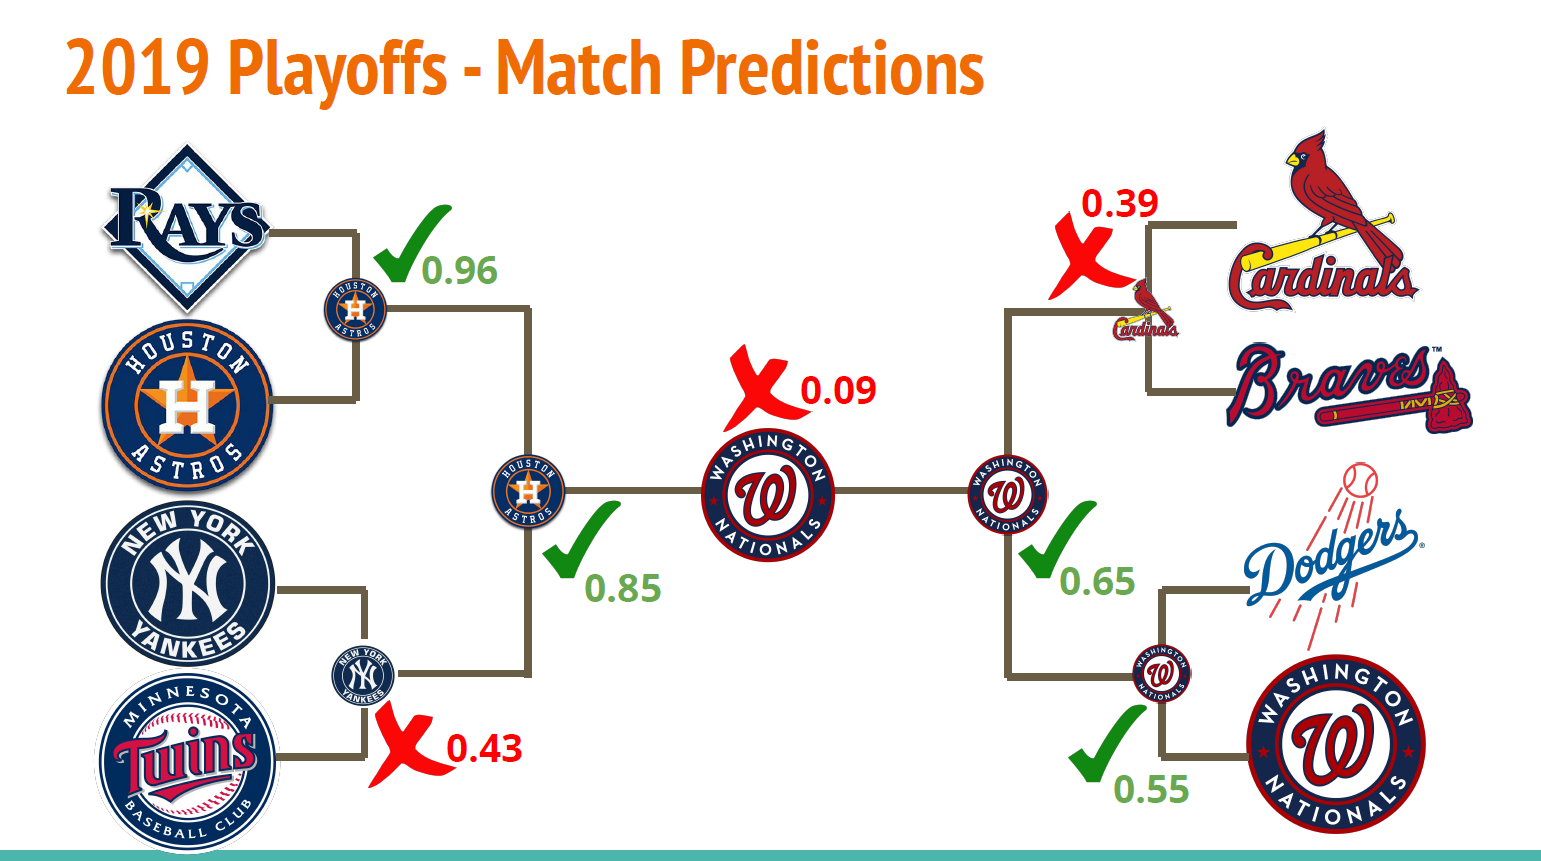 2019 Playoffs - Match Predictions
RAYS
0.96
HOUSTON
H
ASTROS
HOUSTON
H
ASTROS
NEW YORK
NY
YANKEES
NEW YORK
NY
YANKEES
0.43
MINNESOTA
Twins
BASEBALL CLUB
HOUSTON
H
ASTROS
0.85
0.09
WASHINGTON
W
NATIONALS
0.39
Cardinals
Cardinals
Braves™
WASHINGTON
W
NATIONALS
0.65
Dodgers®
WASHINGTON
W
NATIONALS
0.55
WASHINGTON
W
NATIONALS